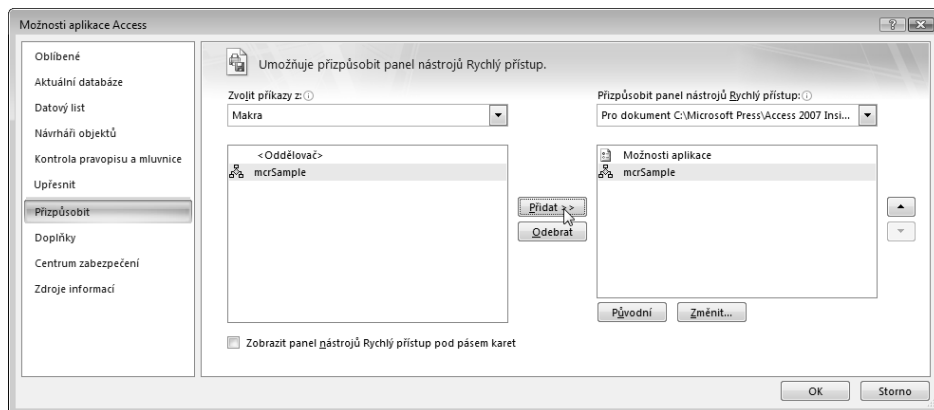 Možnosti aplikace Access
Oblíbené
Aktuální databáze
Datový list
Návrháři objektů
Kontrola pravopisu a mluvnice
Upřesnit
Přizpůsobit
Doplňky
Centrum zabezpečení
Zdroje informací
Umožňuje přizpůsobit panel nástrojů Rychlý přístup.
Zvolit příkazy z:
Makra
<Oddělovač>
mcrSample
Přidat >>
Odebrat
Přizpůsobit panel nástrojů Rychlý přístup:
Pro dokument C:\Microsoft Press\Access 2007 Insi...
Možnosti aplikace
mcrSample
Původní
Změnit...
Zobrazit panel nástrojů Rychlý přístup pod pásem karet
OK
Storno